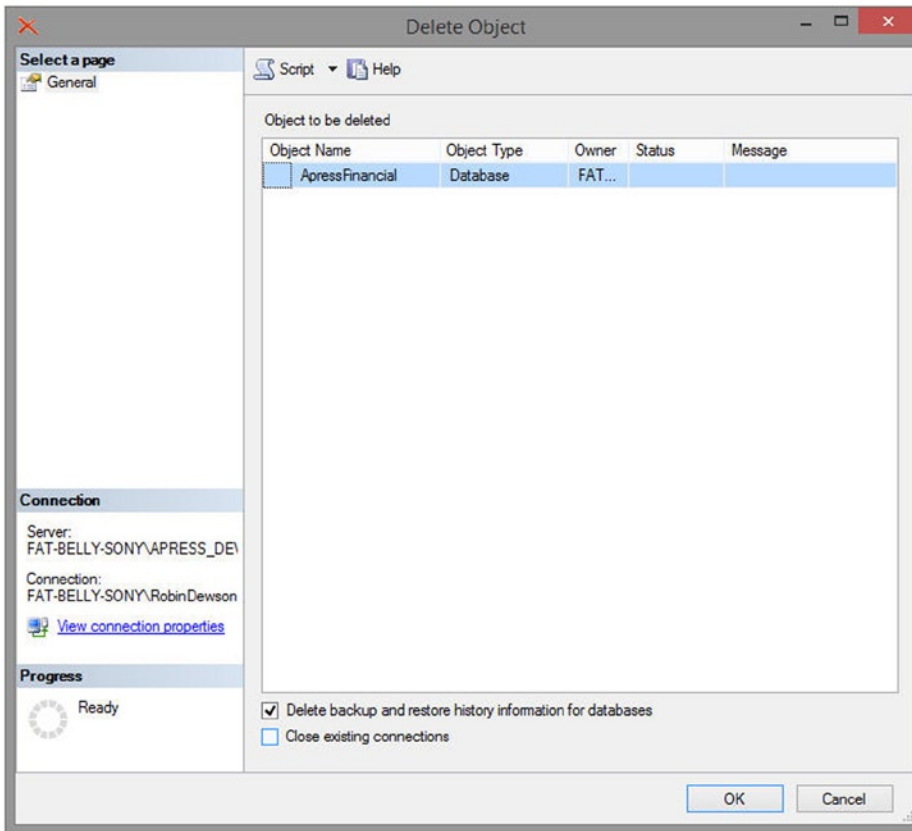 Delete Object
Select a page
General
Script Help
Object to be deleted
Object Name Object Type Owner Status Message
ApressFinancial Database FAT...
Connection
Server:
FAT-BELLY-SONY\APRESS_DEV
Connection:
FAT-BELLY-SONY\RobinDewson
View connection properties
Progress
Ready
Delete backup and restore history information for databases
Close existing connections
OK Cancel